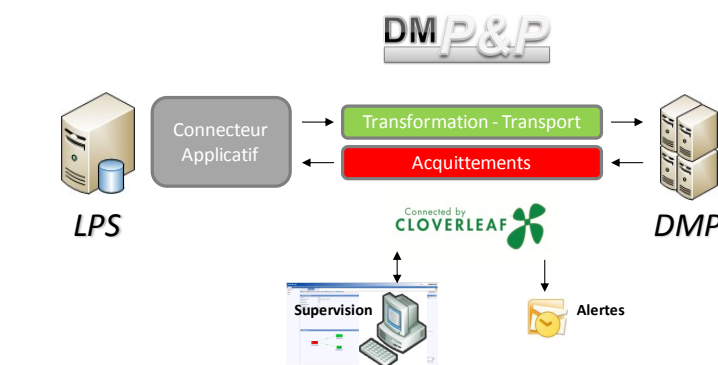 DMP&P
Connecteur
Applicatif
Transformation - Transport
Acquittements
LPS
DMP
Connected by
CLOVERLEAF
Supervision
Alertes